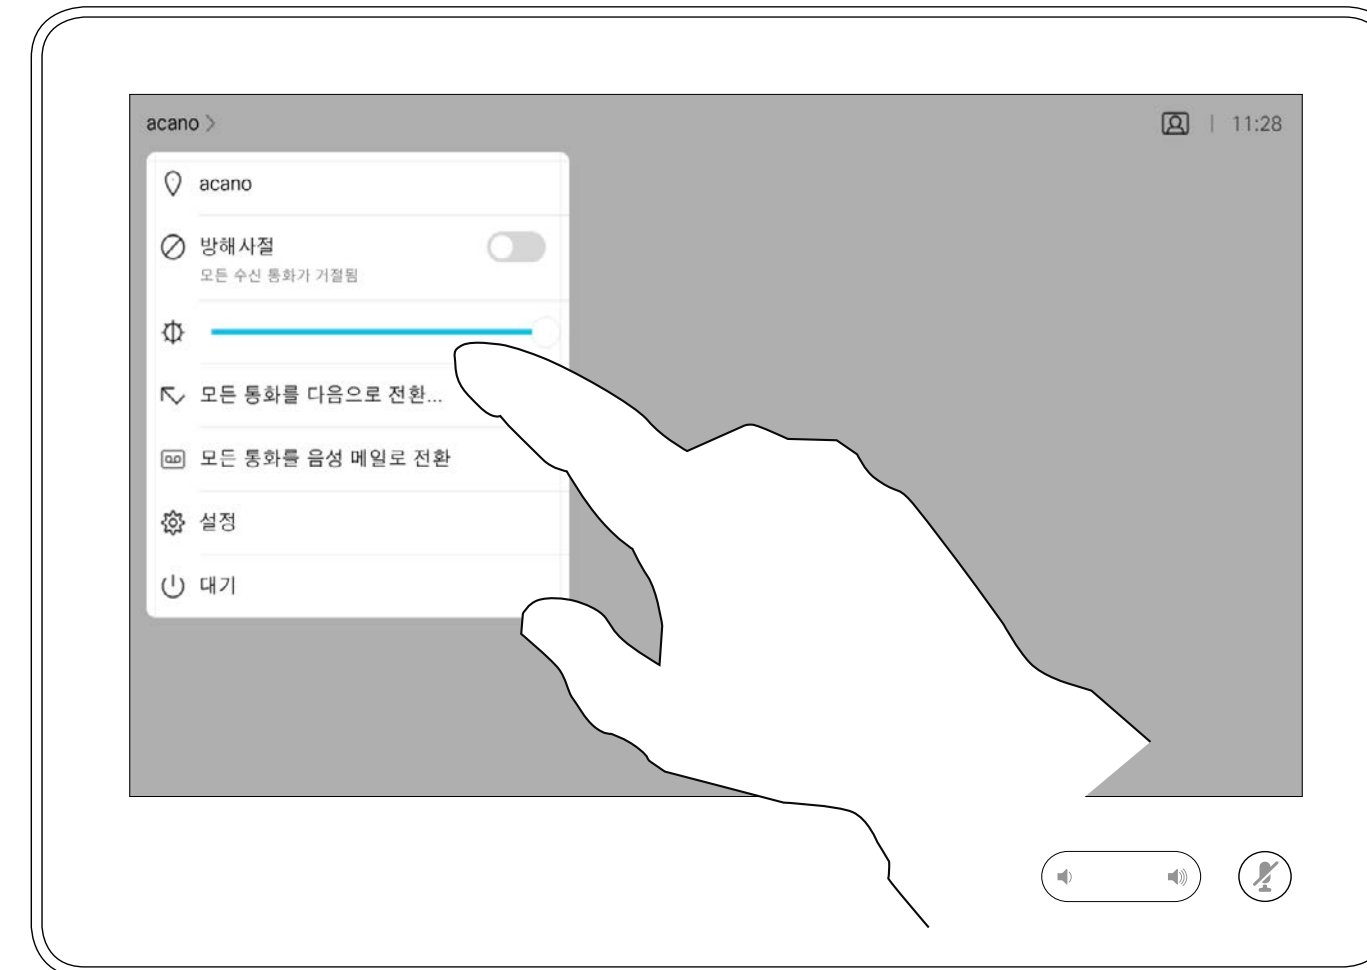 acano >
11:28
acano
방해사절
모든 수신 통화가 거절됨
모든 통화를 다음으로 전환...
모든 통화를 음성 메일로 전환
설정
대기